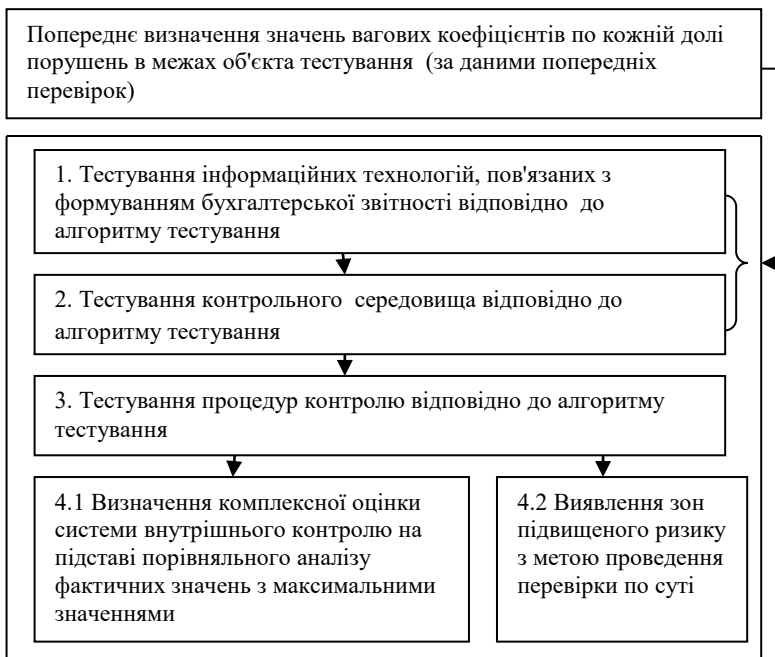 Попереднє визначення значень вагових коефіцієнтів по кожній долі
порушень в межах об'єкта тестування (за даними попередніх
перевірок)
1. Тестування інформаційних технологій, пов'язаних з
формуванням бухгалтерської звітності відповідно до
алгоритму тестування
2. Тестування контрольного середовища відповідно до
алгоритму тестування
3. Тестування процедур контролю відповідно до алгоритму
тестування
4.1 Визначення комплексної оцінки
системи внутрішнього контролю на
підставі порівняльного аналізу
фактичних значень з максимальними
значеннями
4.2 Виявлення зон
підвищеного ризику
з метою проведення
перевірки по суті